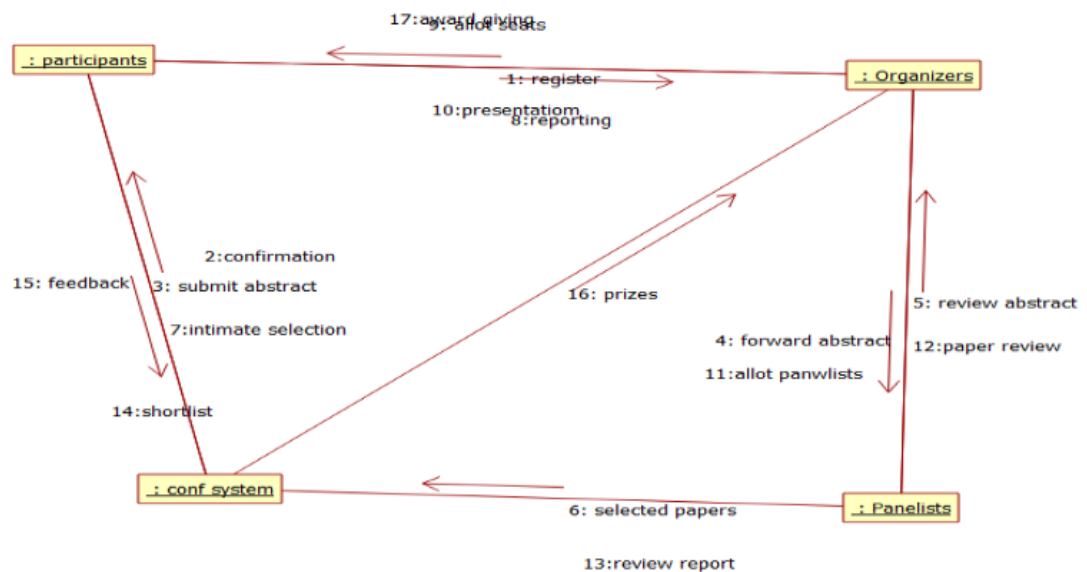 17:award giving
9: allot seats
: participants
: Organizers
1: register
10:presentatiom
8:reporting
2:confirmation
15: feedback
3: submit abstract
16: prizes
5: review abstract
7:intimate selection
4: forward abstract
12:paper review
11:allot panwlists
14:shortlist
: conf system
6: selected papers
: Panelists
13:review report